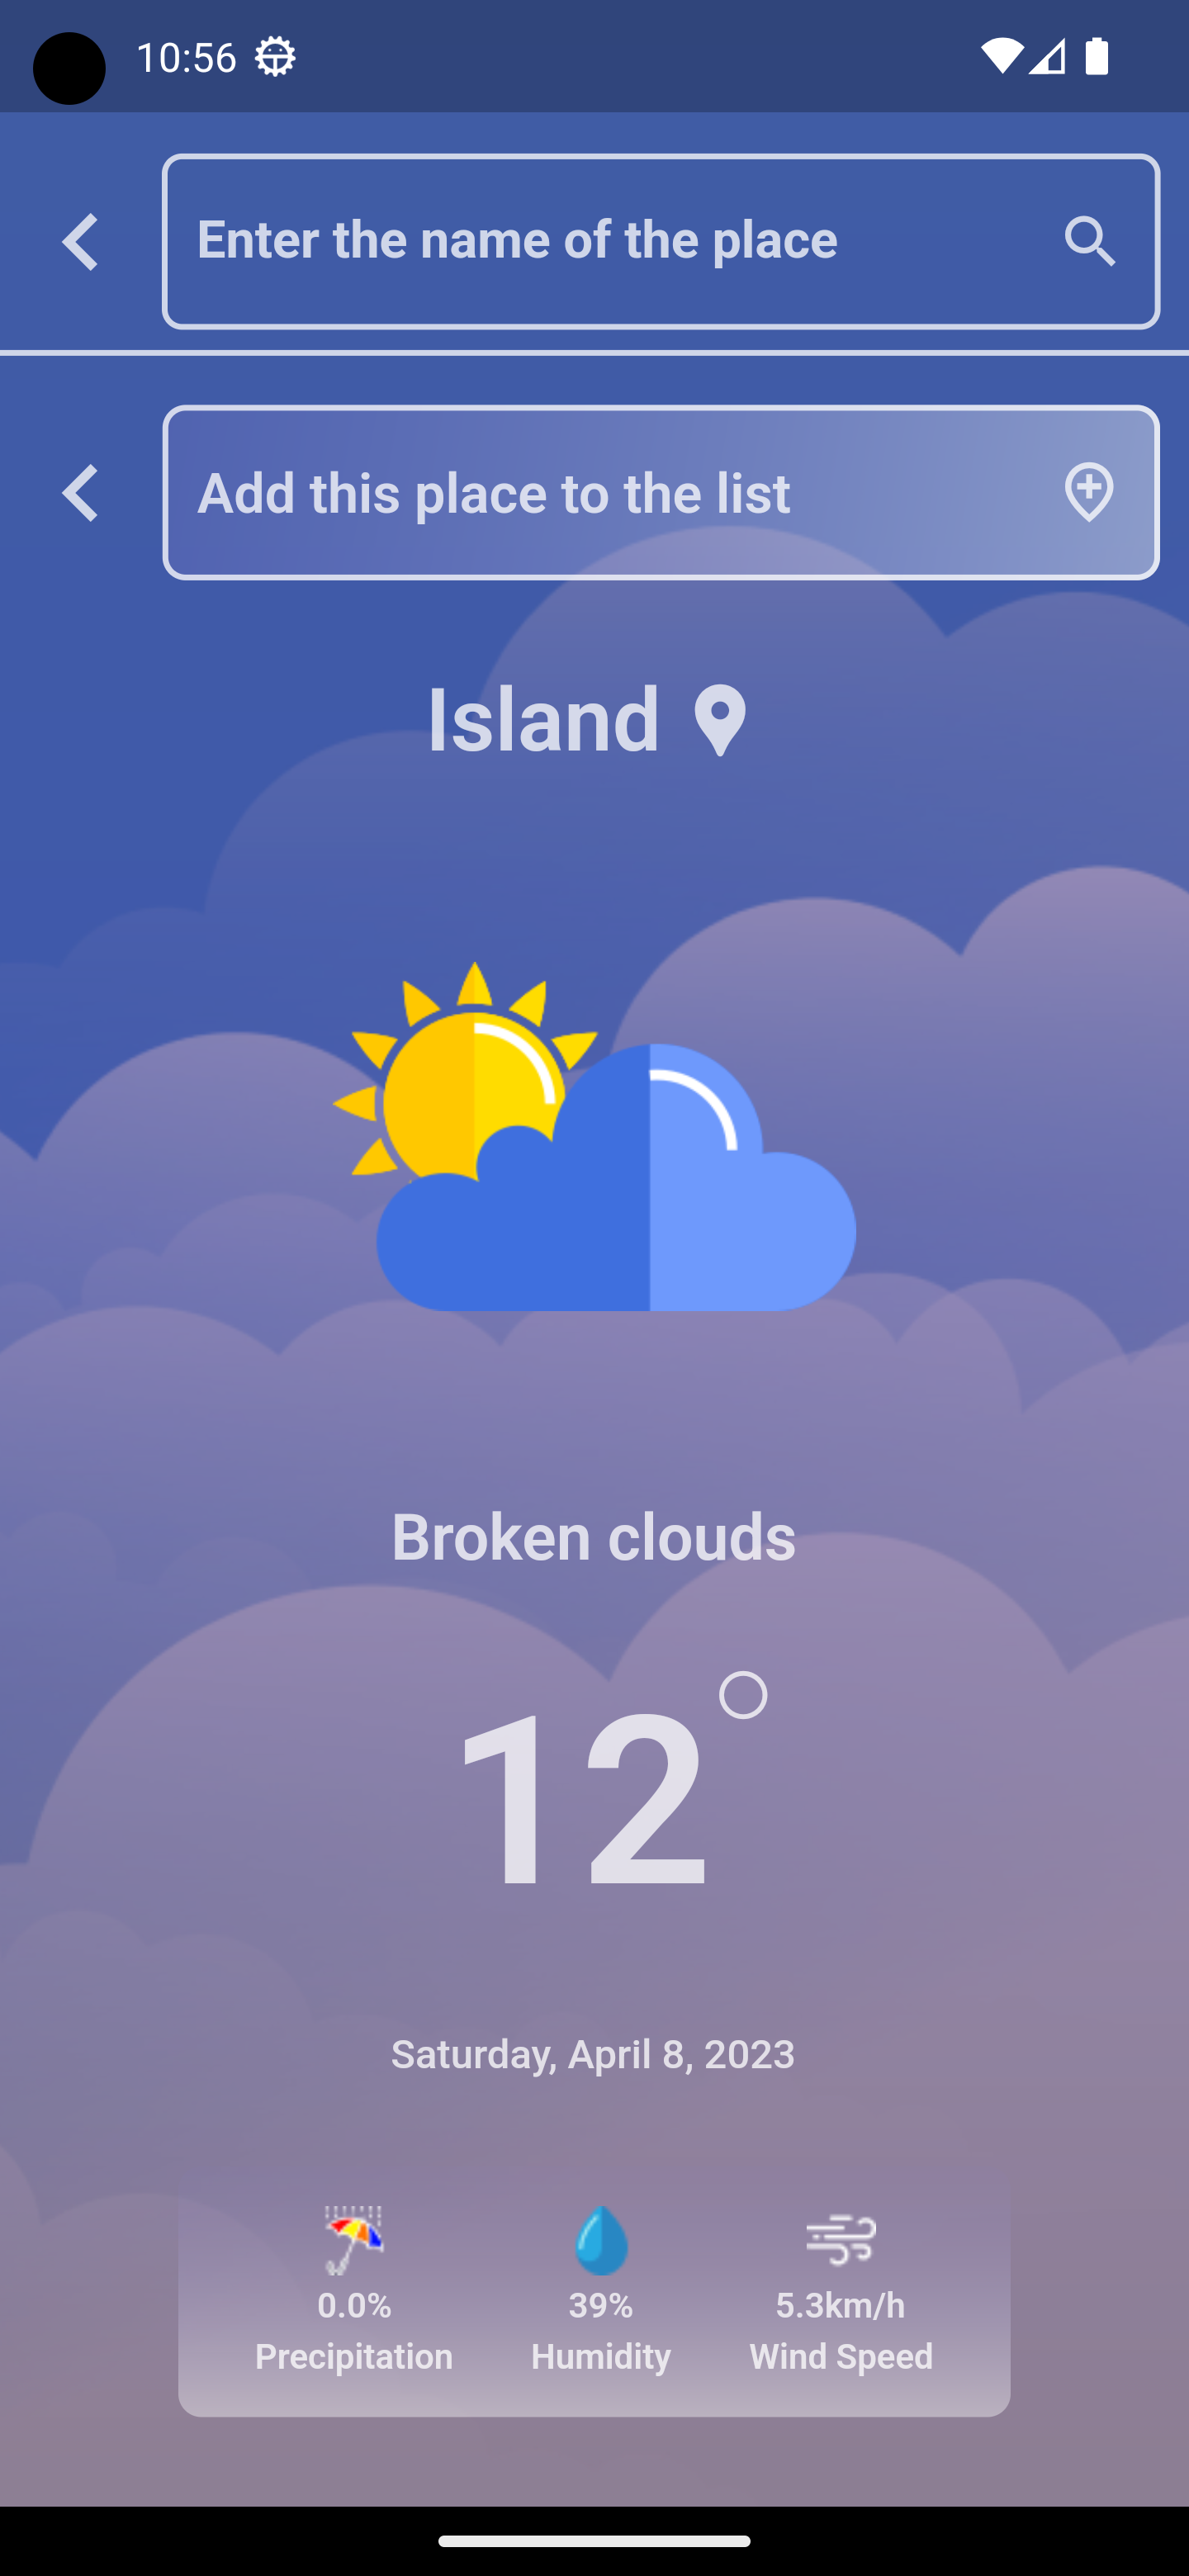 10:56
Enter the name of the place
Add this place to the list
Island
Broken clouds
12°
Saturday, April 8, 2023
0.0% 39% 5.3km/h
Precipitation Humidity Wind Speed